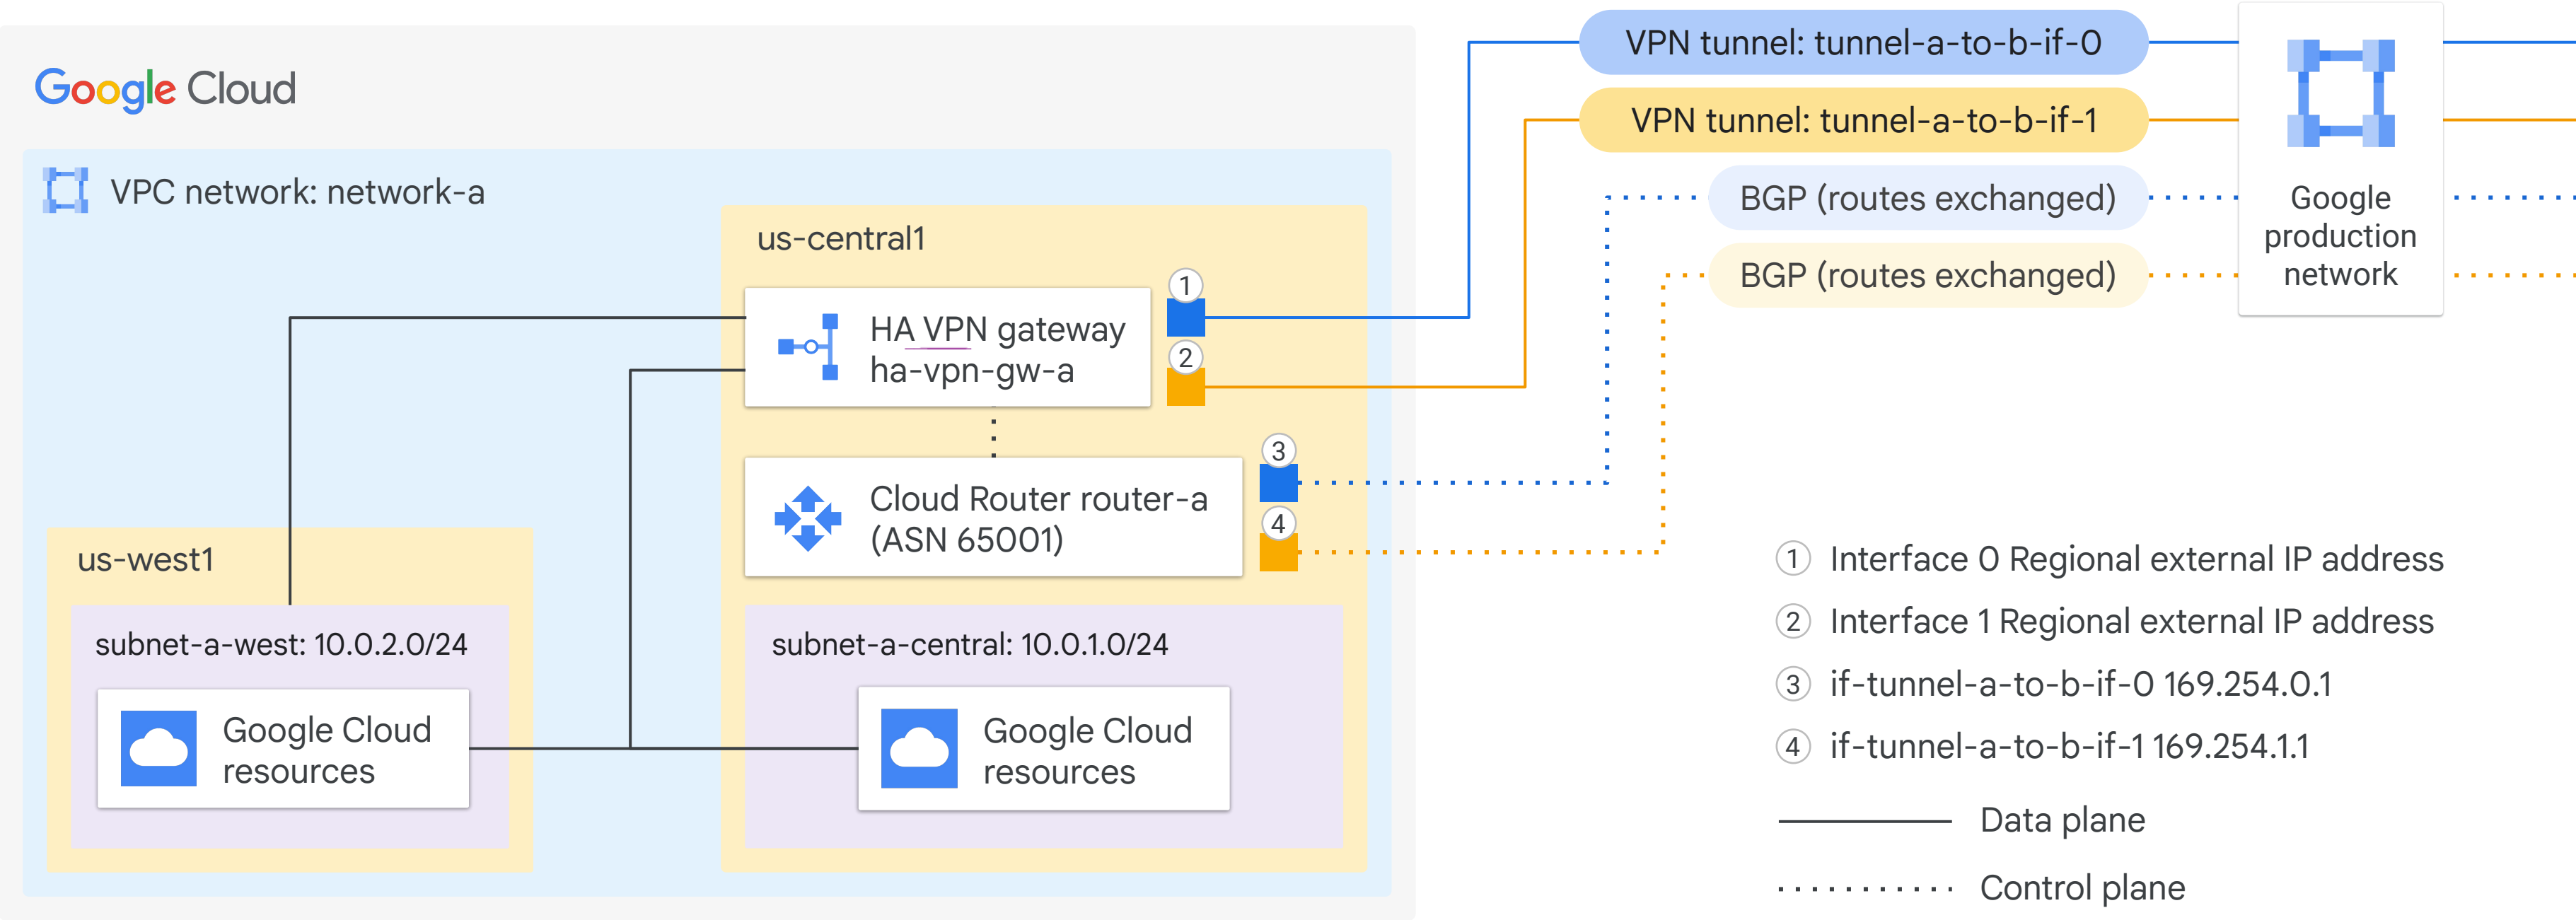 Google Cloud
VPC network: network-a
us-central1
1
HA VPN gateway
ha-vpn-gw-a
2
3
Cloud Router router-a
(ASN 65001)
4
us-west1
subnet-a-west: 10.0.2.0/24
Google Cloud
resources
subnet-a-central: 10.0.1.0/24
Google Cloud
resources
VPN tunnel: tunnel-a-to-b-if-0
VPN tunnel: tunnel-a-to-b-if-1
BGP (routes exchanged)
BGP (routes exchanged)
Google
production
network
1 Interface 0 Regional external IP address
2 Interface 1 Regional external IP address
3 if-tunnel-a-to-b-if-0 169.254.0.1
4 if-tunnel-a-to-b-if-1 169.254.1.1
Data plane
Control plane